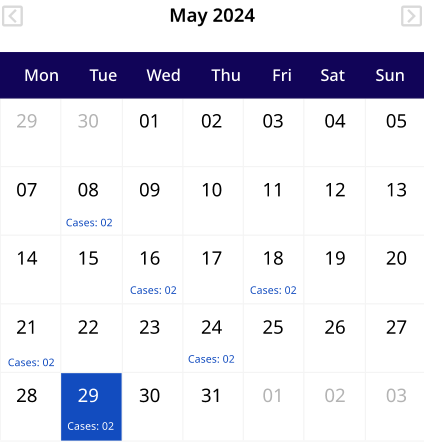 May 2024
Mon Tue Wed Thu Fri Sat Sun
29 30 01 02 03 04 05
07 08 09 10 11 12 13
Cases: 02
14 15 16 17 18 19 20
Cases: 02 Cases: 02
21 22 23 24 25 26 27
Cases: 02 Cases: 02
28 29 30 31 01 02 03
Cases: 02